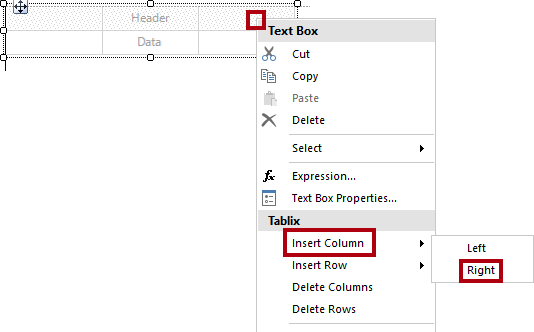 Header
Data
Text Box
Cut
Copy
Paste
Delete
Select
fx Expression...
Text Box Properties...
Tablix
Insert Column
Left
Insert Row
Right
Delete Columns
Delete Rows